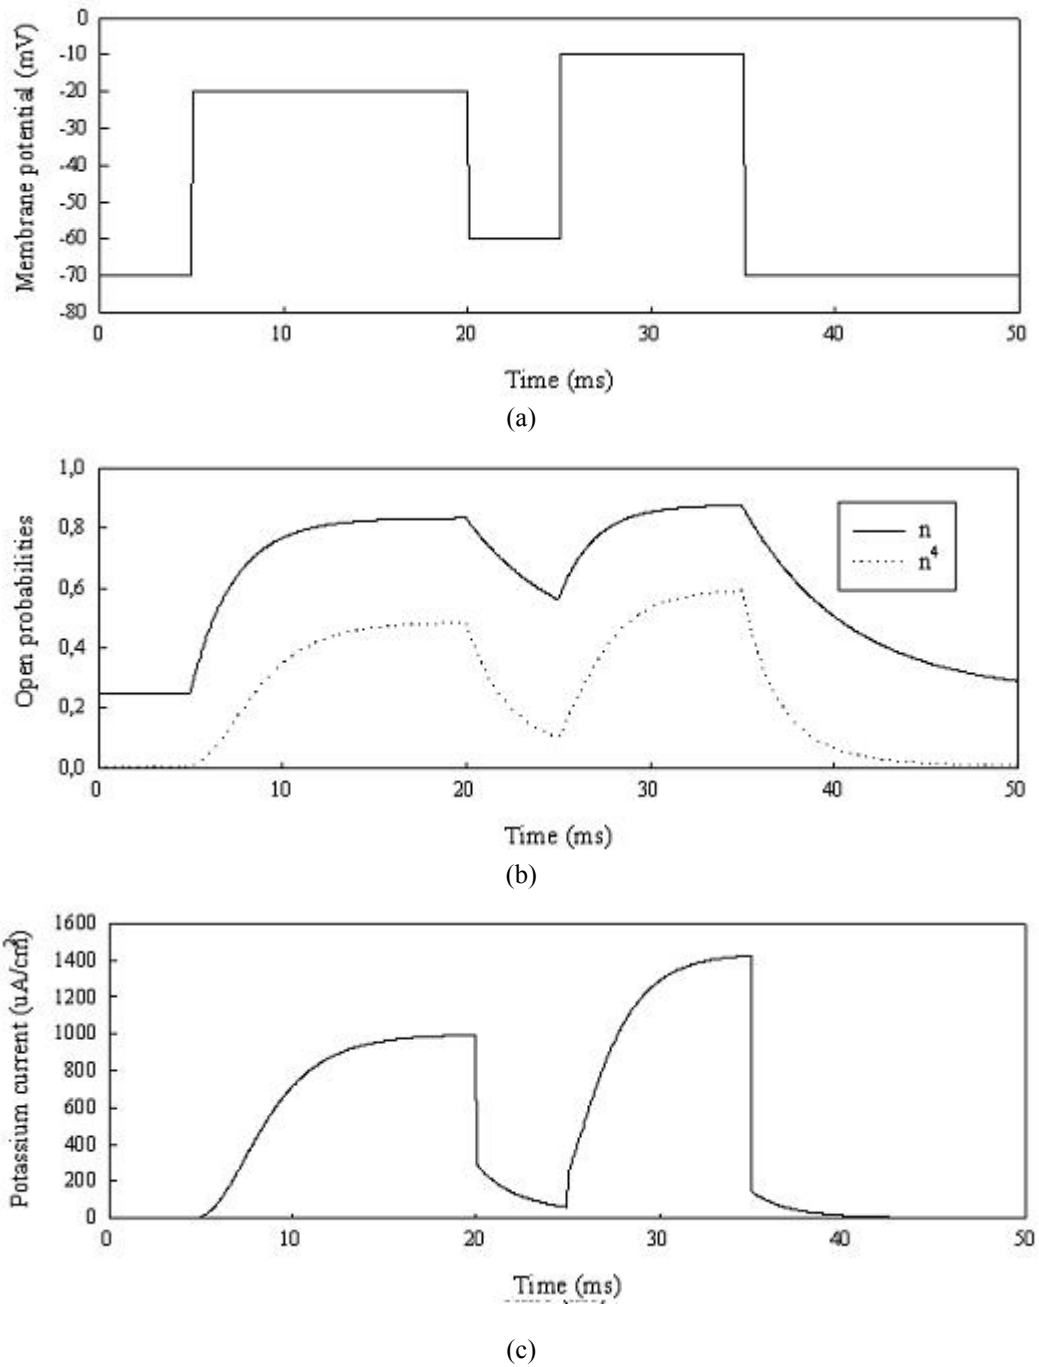 0
-10
-20
-30
-40
-50
-60
-70
-80
Membrane potential (mV)
0 10 20 30 40 50
Time (ms)
(a)
1,0
0,8
0,6
0,4
0,2
0,0
Open probabilities
n
n⁴
0 10 20 30 40 50
Time (ms)
(b)
1600
1400
1200
1000
800
600
400
200
0
Potassium current (uA/cm²)
0 10 20 30 40 50
Time (ms)
(c)